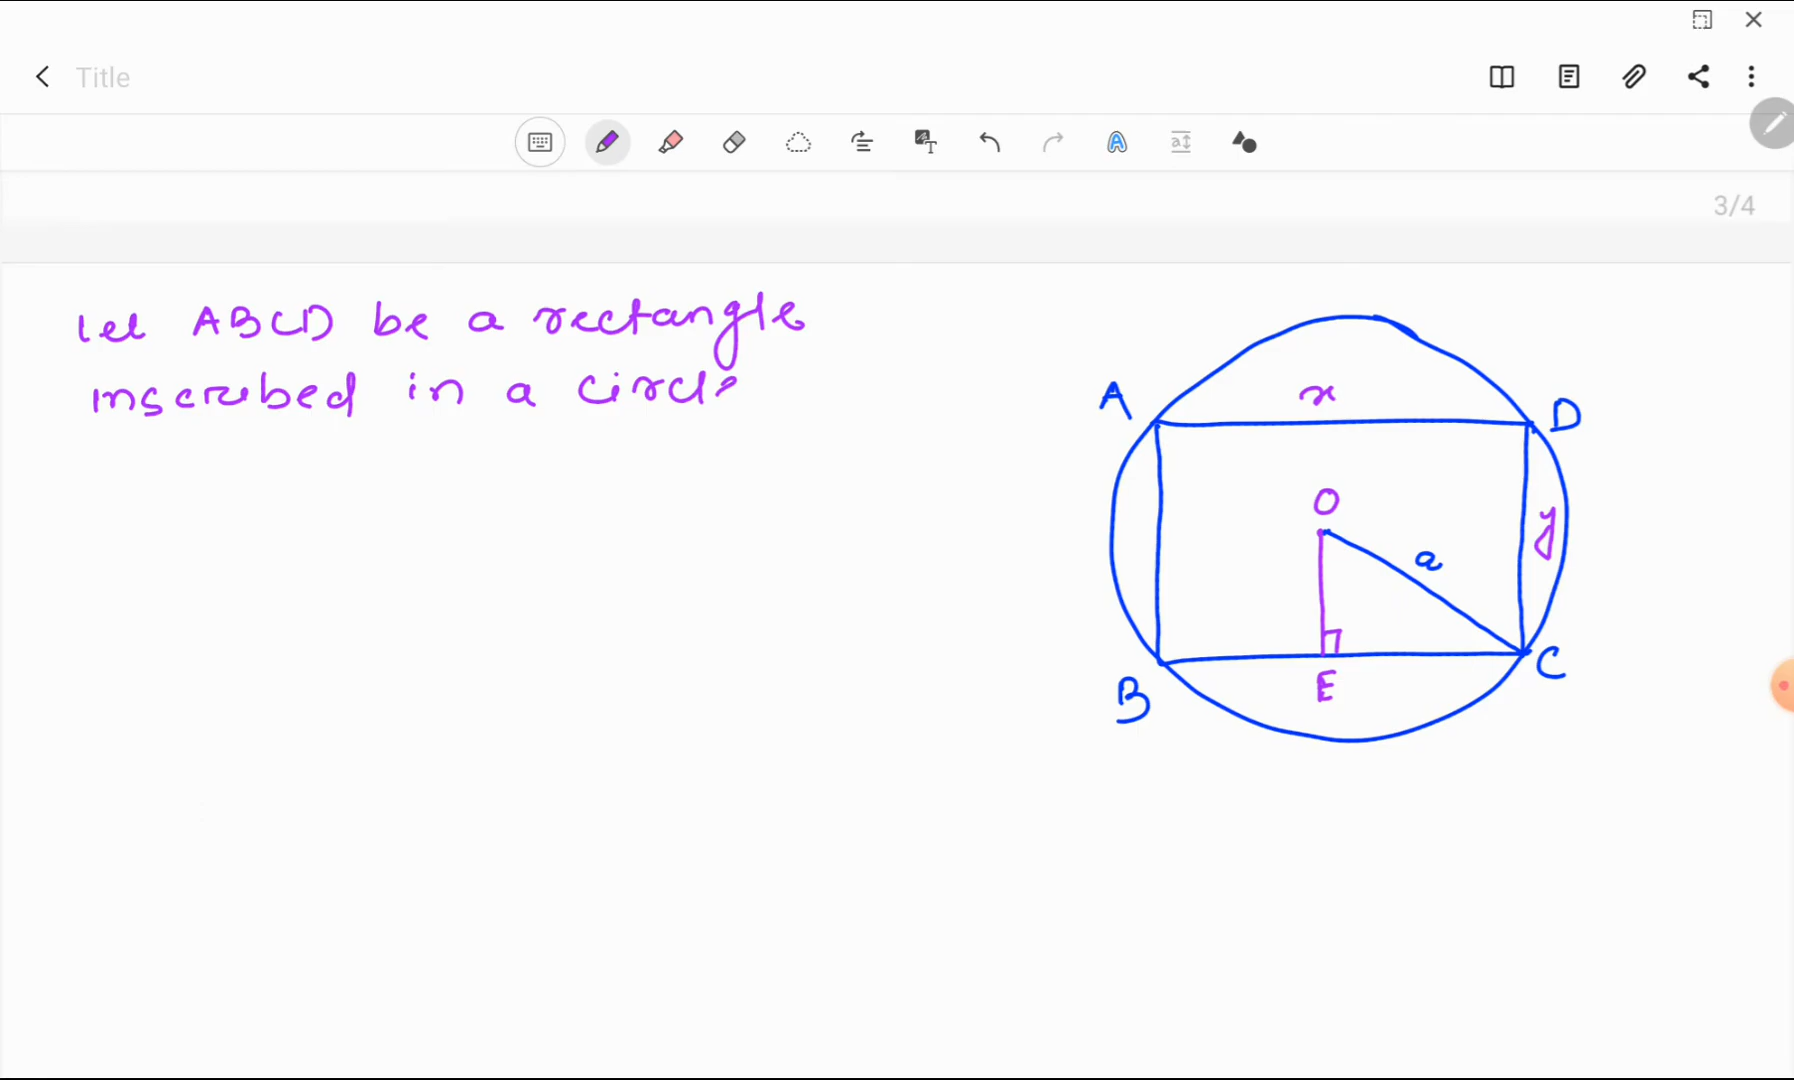 Title
3/4
Let ABCD be a rectangle
inscribed in a circle
A
x
D
O
y
a
E
C
B